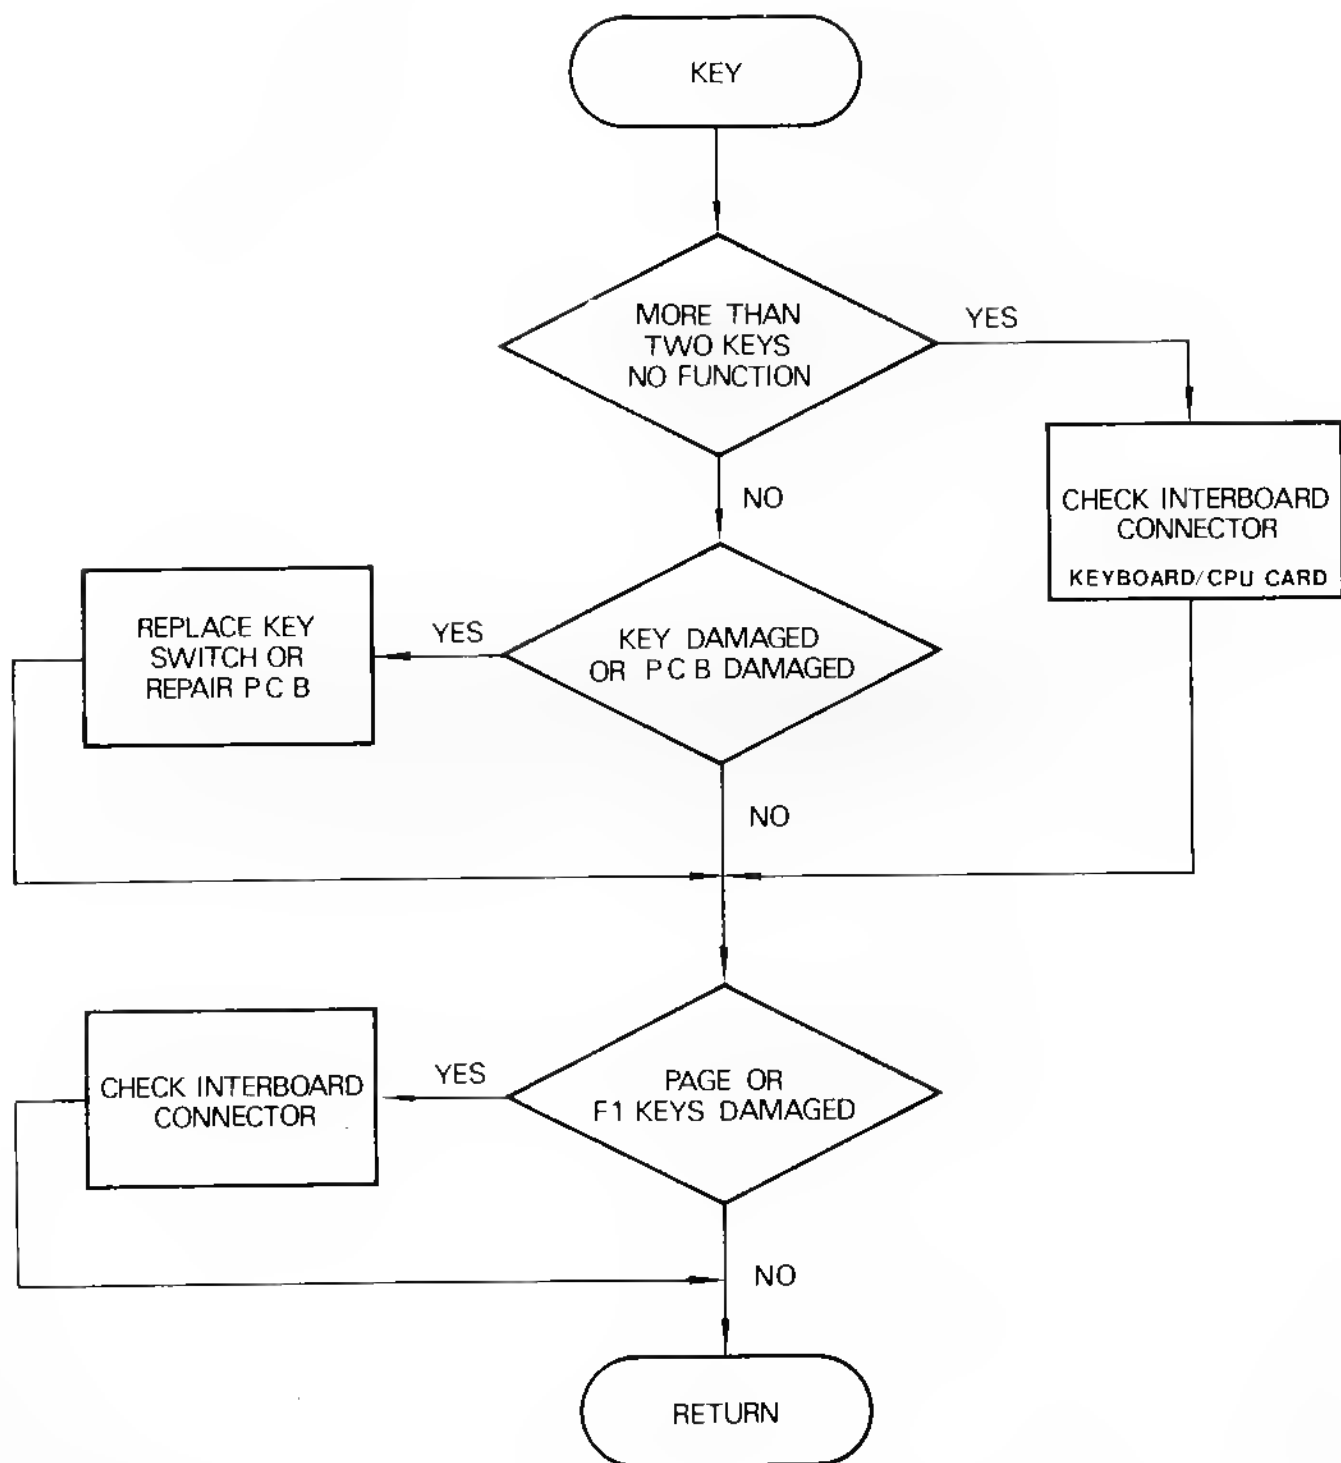 KEY
MORE THAN
TWO KEYS
NO FUNCTION
YES
NO
CHECK INTERBOARD
CONNECTOR
KEYBOARD/CPU CARD
REPLACE KEY
SWITCH OR
REPAIR P C B
YES
KEY DAMAGED
OR P C B DAMAGED
NO
CHECK INTERBOARD
CONNECTOR
YES
PAGE OR
F1 KEYS DAMAGED
NO
RETURN